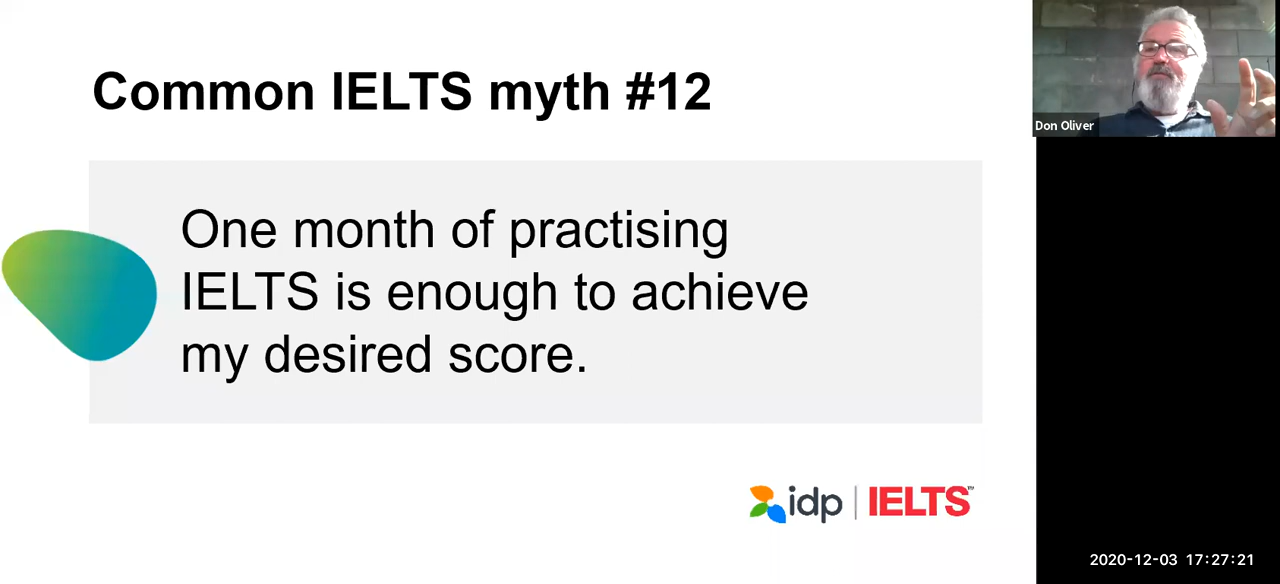 Common IELTS myth #12
Don Oliver
One month of practising
IELTS is enough to achieve
my desired score.
idp | IELTS™
2020-12-03 17:27:21